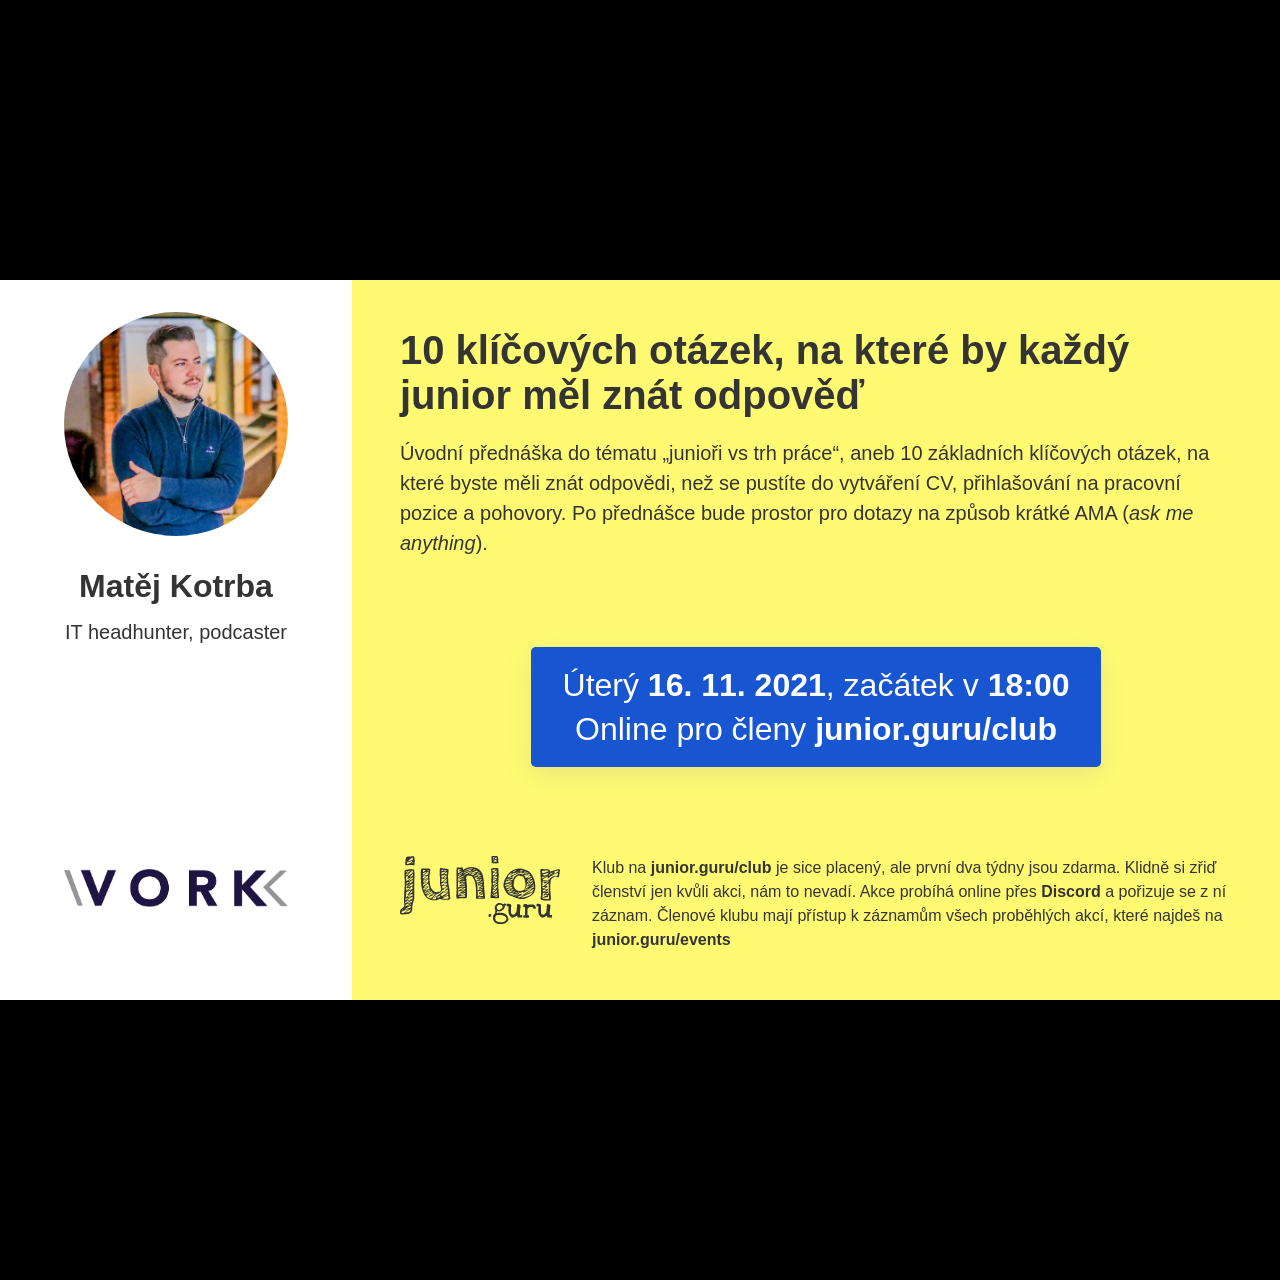 Matěj Kotrba
IT headhunter, podcaster
VORK
10 klíčových otázek, na které by každý
junior měl znát odpověď
Úvodní přednáška do tématu „junioři vs trh práce“, aneb 10 základních klíčových otázek, na
které byste měli znát odpovědi, než se pustíte do vytváření CV, přihlašování na pracovní
pozice a pohovory. Po přednášce bude prostor pro dotazy na způsob krátké AMA (ask me
anything).
Úterý 16. 11. 2021, začátek v 18:00
Online pro členy junior.guru/club
junior
.guru
Klub na junior.guru/club je sice placený, ale první dva týdny jsou zdarma. Klidně si zřiď
členství jen kvůli akci, nám to nevadí. Akce probíhá online přes Discord a pořizuje se z ní
záznam. Členové klubu mají přístup k záznamům všech proběhlých akcí, které najdeš na
junior.guru/events